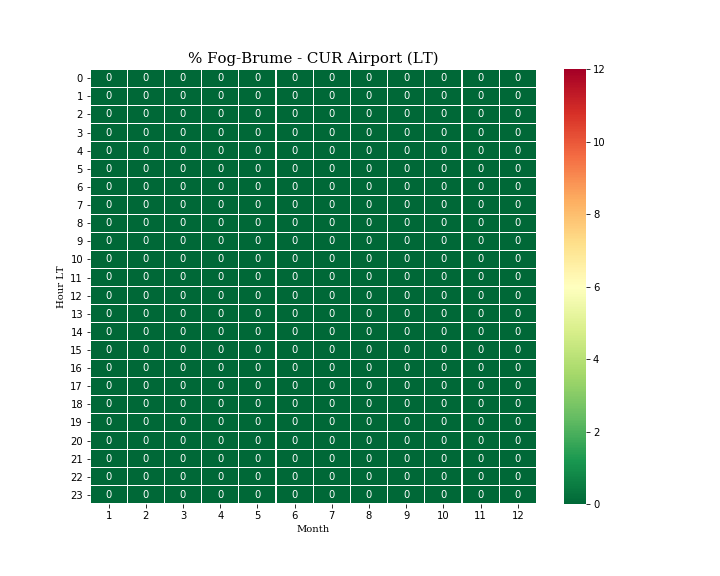 % Fog-Brume - CUR Airport (LT)
0 0 0 0 0 0 0 0 0 0 0 0 0 12
1 0 0 0 0 0 0 0 0 0 0 0 0
2 0 0 0 0 0 0 0 0 0 0 0 0
3 0 0 0 0 0 0 0 0 0 0 0 0
4 0 0 0 0 0 0 0 0 0 0 0 0 10
5 0 0 0 0 0 0 0 0 0 0 0 0
6 0 0 0 0 0 0 0 0 0 0 0 0
7 0 0 0 0 0 0 0 0 0 0 0 0
8 0 0 0 0 0 0 0 0 0 0 0 0 8
9 0 0 0 0 0 0 0 0 0 0 0 0
10 0 0 0 0 0 0 0 0 0 0 0 0
11 0 0 0 0 0 0 0 0 0 0 0 0
Hour LT
12 0 0 0 0 0 0 0 0 0 0 0 0 6
13 0 0 0 0 0 0 0 0 0 0 0 0
14 0 0 0 0 0 0 0 0 0 0 0 0
15 0 0 0 0 0 0 0 0 0 0 0 0
16 0 0 0 0 0 0 0 0 0 0 0 0 4
17 0 0 0 0 0 0 0 0 0 0 0 0
18 0 0 0 0 0 0 0 0 0 0 0 0
19 0 0 0 0 0 0 0 0 0 0 0 0
20 0 0 0 0 0 0 0 0 0 0 0 0 2
21 0 0 0 0 0 0 0 0 0 0 0 0
22 0 0 0 0 0 0 0 0 0 0 0 0
23 0 0 0 0 0 0 0 0 0 0 0 0 0
1 2 3 4 5 6 7 8 9 10 11 12
Month